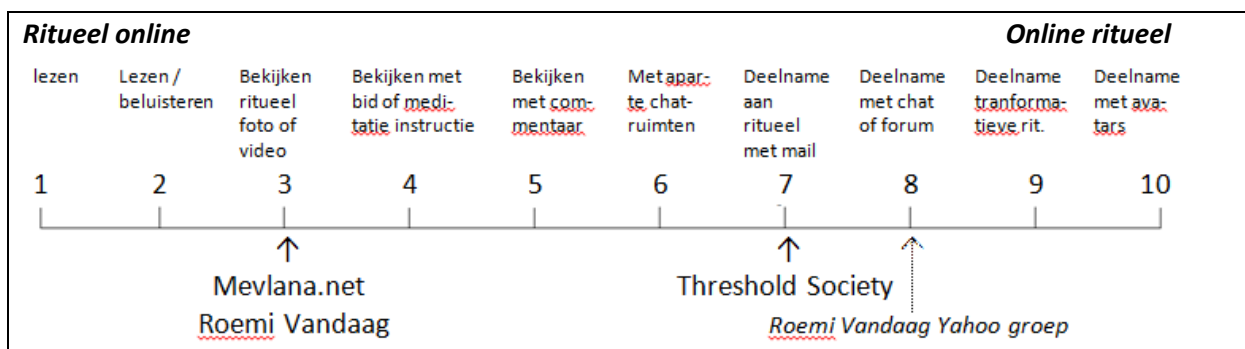 Ritueel online Online ritueel
lezen
Lezen /
beluisteren
Bekijken
ritueel
foto of
video
Bekijken met
bid of medi-
tatie instructie
Bekijken
met com-
mentaar
Met apar-
te chat-
ruimten
Deelname
aan
ritueel
met mail
Deelname
met chat
of forum
Deelname
tranforma-
tieve rit.
Deelname
met ava-
tars
1 2 3 4 5 6 7 8 9 10
Mevlana.net
Roemi Vandaag
Threshold Society
Roemi Vandaag Yahoo groep